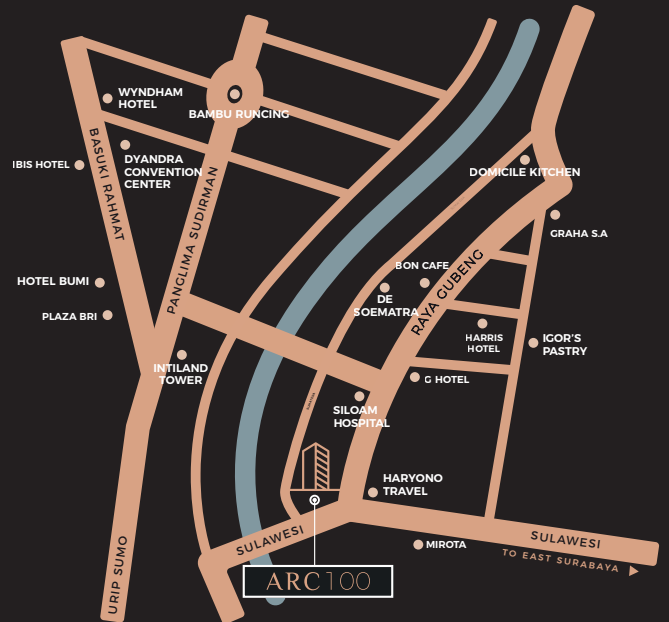 WYNDHAM
HOTEL
BAMBU RUNCING
BASUKI RAHMAT
IBIS HOTEL
DYANDRA
CONVENTION
CENTER
PANGLIMA SUDIRMAN
DOMICILE KITCHEN
GRAHA S.A
HOTEL BUMI
PLAZA BRI
BON CAFE
DE
SOEMATRA
RAYA GUBENG
HARRIS
HOTEL
IGOR'S
PASTRY
INTILAND
TOWER
G HOTEL
SILOAM
HOSPITAL
HARYONO
TRAVEL
SULAWESI
SULAWESI
TO EAST SURABAYA
MIROTA
URIP SUMO
ARC100